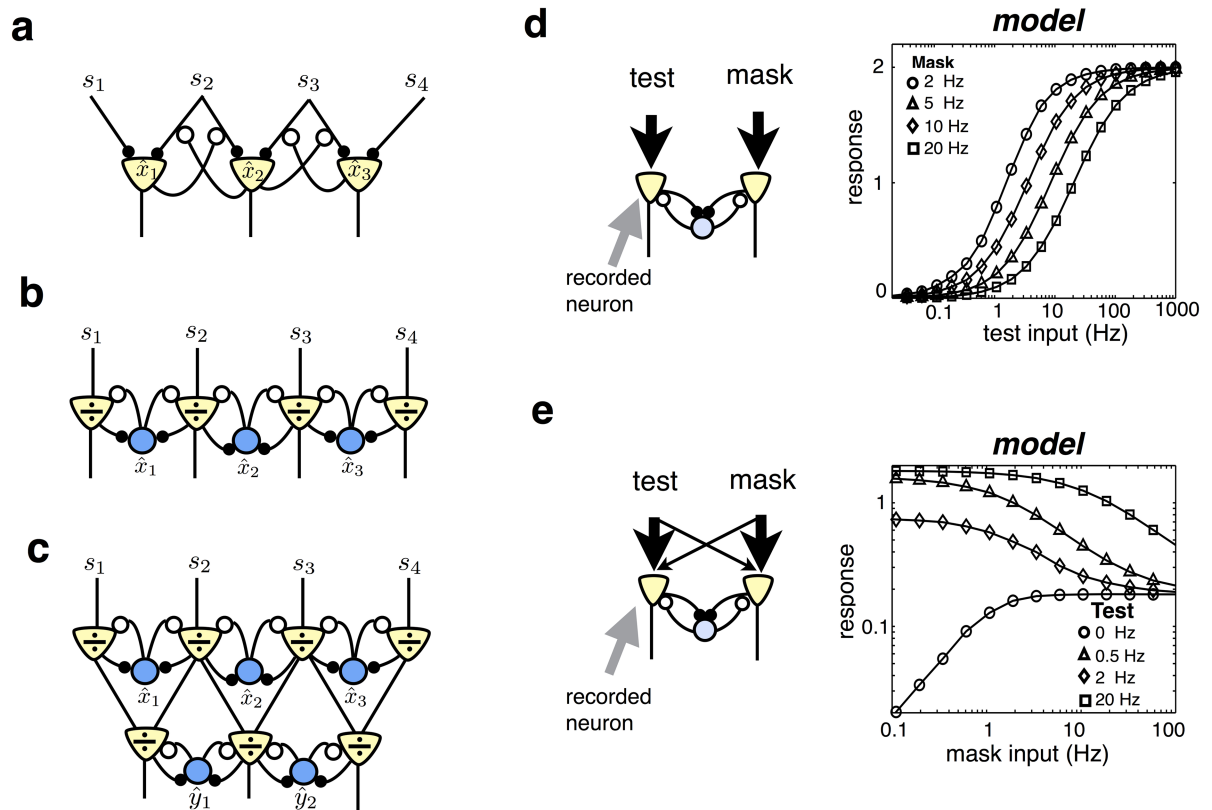 a
s₁ s₂ s₃ s₄
x̂₁ x̂₂ x̂₃
b
s₁ s₂ s₃ s₄
÷ ÷ ÷ ÷
x̂₁ x̂₂ x̂₃
c
s₁ s₂ s₃ s₄
÷ ÷ ÷ ÷
x̂₁ x̂₂ x̂₃
÷ ÷ ÷
ŷ₁ ŷ₂
d
test mask
recorded
neuron
model
Mask
2 Hz
5 Hz
10 Hz
20 Hz
response
2
1
0
0.1 1 10 100 1000
test input (Hz)
e
test mask
recorded
neuron
model
response
1
0.1
Test
0 Hz
0.5 Hz
2 Hz
20 Hz
0.1 1 10 100
mask input (Hz)